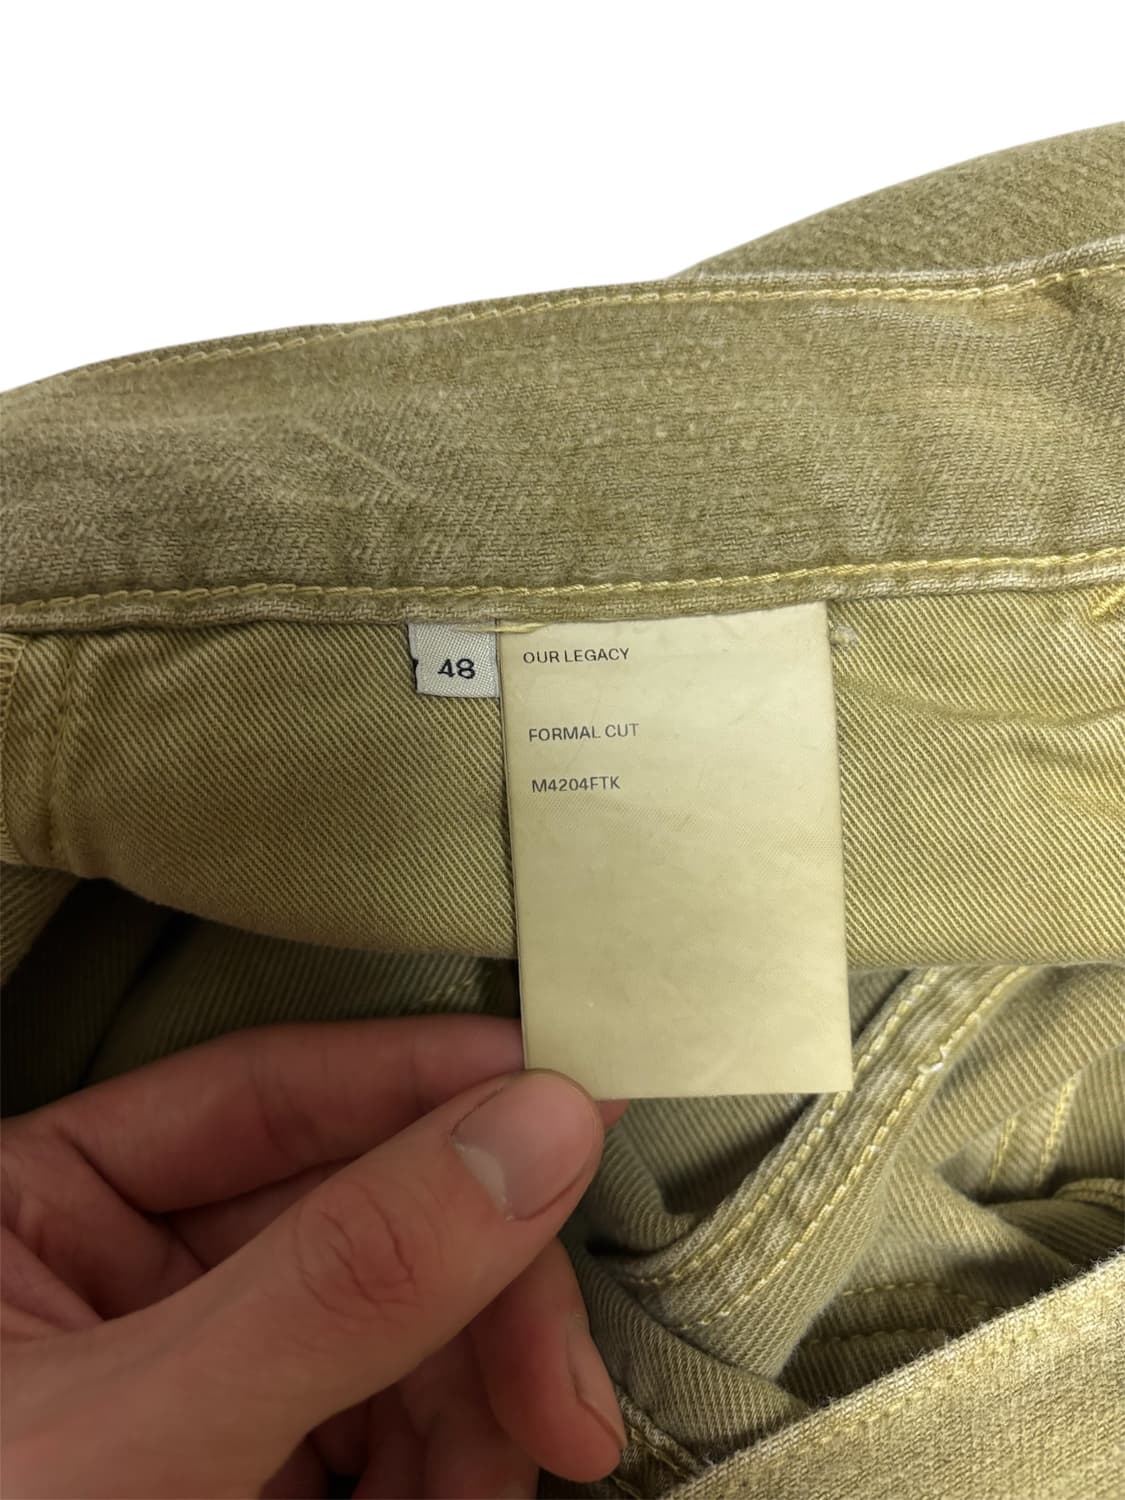 48
OUR LEGACY
FORMAL CUT
M4204FTK